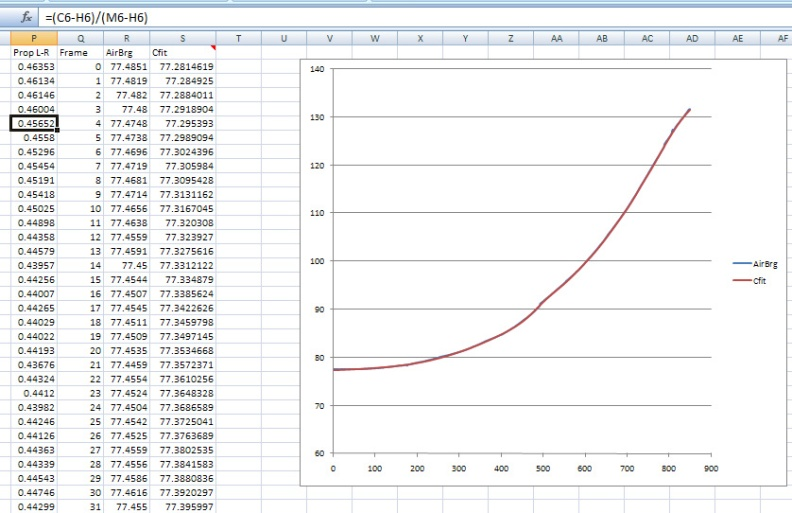 fx =(C6-H6)/(M6-H6)
P Q R S T U V W X Y Z AA AB AC AD AE AF
Prop L-R Frame AirBrg Cfit
0.46353 0 77.4851 77.2814619
0.46134 1 77.4819 77.284925
0.46146 2 77.482 77.2884011
0.46004 3 77.48 77.2918904
0.45652 4 77.4748 77.295393
0.4558 5 77.4738 77.2989094
0.45296 6 77.4696 77.3024396
0.45454 7 77.4719 77.305984
0.45191 8 77.4681 77.3095428
0.45418 9 77.4714 77.3131162
0.45025 10 77.4656 77.3167045
0.44898 11 77.4638 77.320308
0.44358 12 77.4559 77.323927
0.44579 13 77.4591 77.3275616
0.43957 14 77.45 77.3312122
0.44256 15 77.4544 77.334879
0.44007 16 77.4507 77.3385624
0.44265 17 77.4545 77.3422626
0.44029 18 77.4511 77.3459798
0.44022 19 77.4509 77.3497145
0.44193 20 77.4535 77.3534668
0.43676 21 77.4459 77.3572371
0.44324 22 77.4554 77.3610256
0.4412 23 77.4524 77.3648328
0.43982 24 77.4504 77.3686589
0.44246 25 77.4542 77.3725041
0.44126 26 77.4525 77.3763689
0.44363 27 77.4559 77.3802535
0.44339 28 77.4556 77.3841583
0.44543 29 77.4586 77.3880836
0.44746 30 77.4616 77.3920297
0.44299 31 77.455 77.395997
140
130
120
110
100
90
80
70
60
0 100 200 300 400 500 600 700 800 900
AirBrg
Cfit